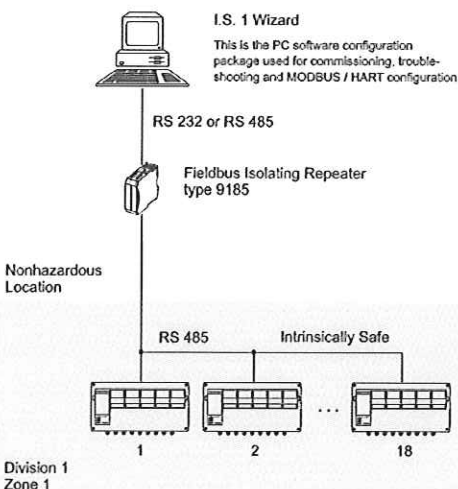 I.S. 1 Wizard
This is the PC software configuration
package used for commissioning, trouble-
shooting and MODBUS / HART configuration
RS 232 or RS 485
Fieldbus Isolating Repeater
type 9185
Nonhazardous
Location
RS 485
Intrinsically Safe
1
2
...
18
Division 1
Zone 1